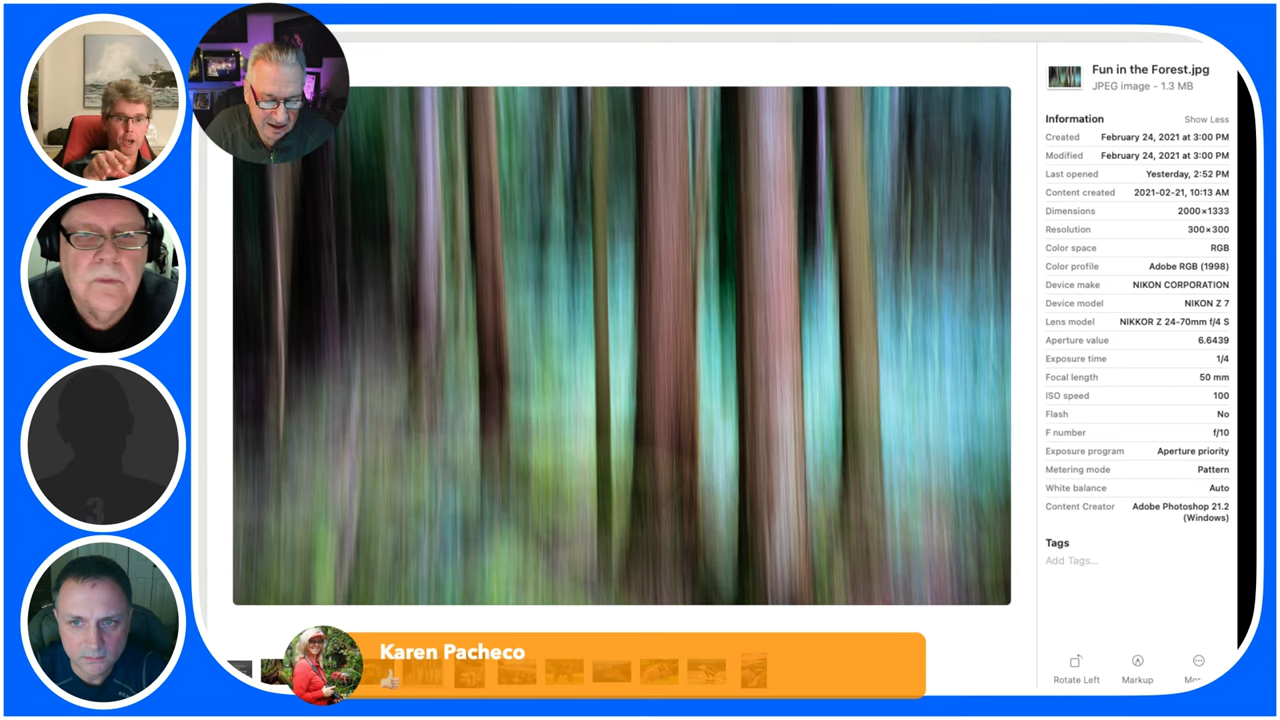 Fun in the Forest.jpg
JPEG image - 1.3 MB
Information Show Less
Created February 24, 2021 at 3:00 PM
Modified February 24, 2021 at 3:00 PM
Last opened Yesterday, 2:52 PM
Content created 2021-02-21, 10:13 AM
Dimensions 2000×1333
Resolution 300×300
Color space RGB
Color profile Adobe RGB (1998)
Device make NIKON CORPORATION
Device model NIKON Z 7
Lens model NIKKOR Z 24-70mm f/4 S
Aperture value 6.6439
Exposure time 1/4
Focal length 50 mm
ISO speed 100
Flash No
F number f/10
Exposure program Aperture priority
Metering mode Pattern
White balance Auto
Content Creator Adobe Photoshop 21.2
(Windows)
Tags
Add Tags...
Rotate Left Markup
3
Karen Pacheco